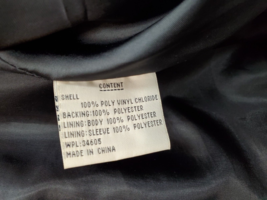 CONTENT
SHELL
100% POLY VINYL CHLORIDE
BACKING:100% POLYESTER
LINING:BODY 100% POLYESTER
LINING:SLEEVE 100% POLYESTER
WPL:34605
MADE IN CHINA